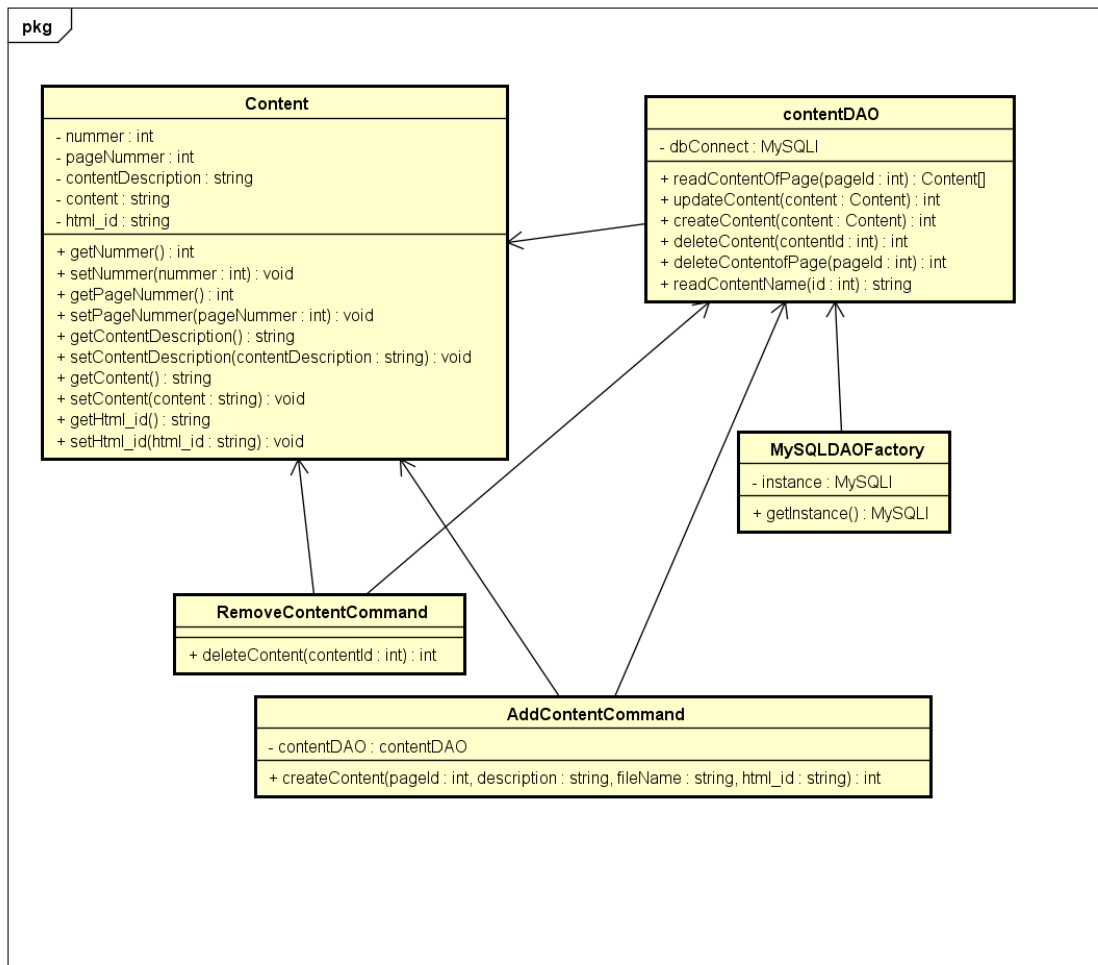 pkg
Content
- nummer : int
- pageNummer : int
- contentDescription : string
- content : string
- html_id : string
+ getNummer() : int
+ setNummer(nummer : int) : void
+ getPageNummer() : int
+ setPageNummer(pageNummer : int) : void
+ getContentDescription() : string
+ setContentDescription(contentDescription : string) : void
+ getContent() : string
+ setContent(content : string) : void
+ getHtml_id() : string
+ setHtml_id(html_id : string) : void
contentDAO
- dbConnect : MySQLI
+ readContentOfPage(pageId : int) : Content[]
+ updateContent(content : Content) : int
+ createContent(content : Content) : int
+ deleteContent(contentId : int) : int
+ deleteContentofPage(pageId : int) : int
+ readContentName(id : int) : string
MySQLDAOFactory
- instance : MySQLI
+ getInstance() : MySQLI
RemoveContentCommand
+ deleteContent(contentId : int) : int
AddContentCommand
- contentDAO : contentDAO
+ createContent(pageId : int, description : string, fileName : string, html_id : string) : int